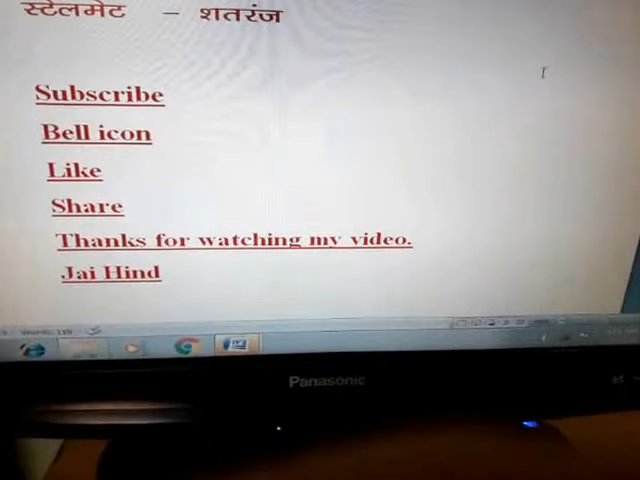 स्टेलमेट – शतरंज
Subscribe
Bell icon
Like
Share
Thanks for watching my video.
Jai Hind
Panasonic